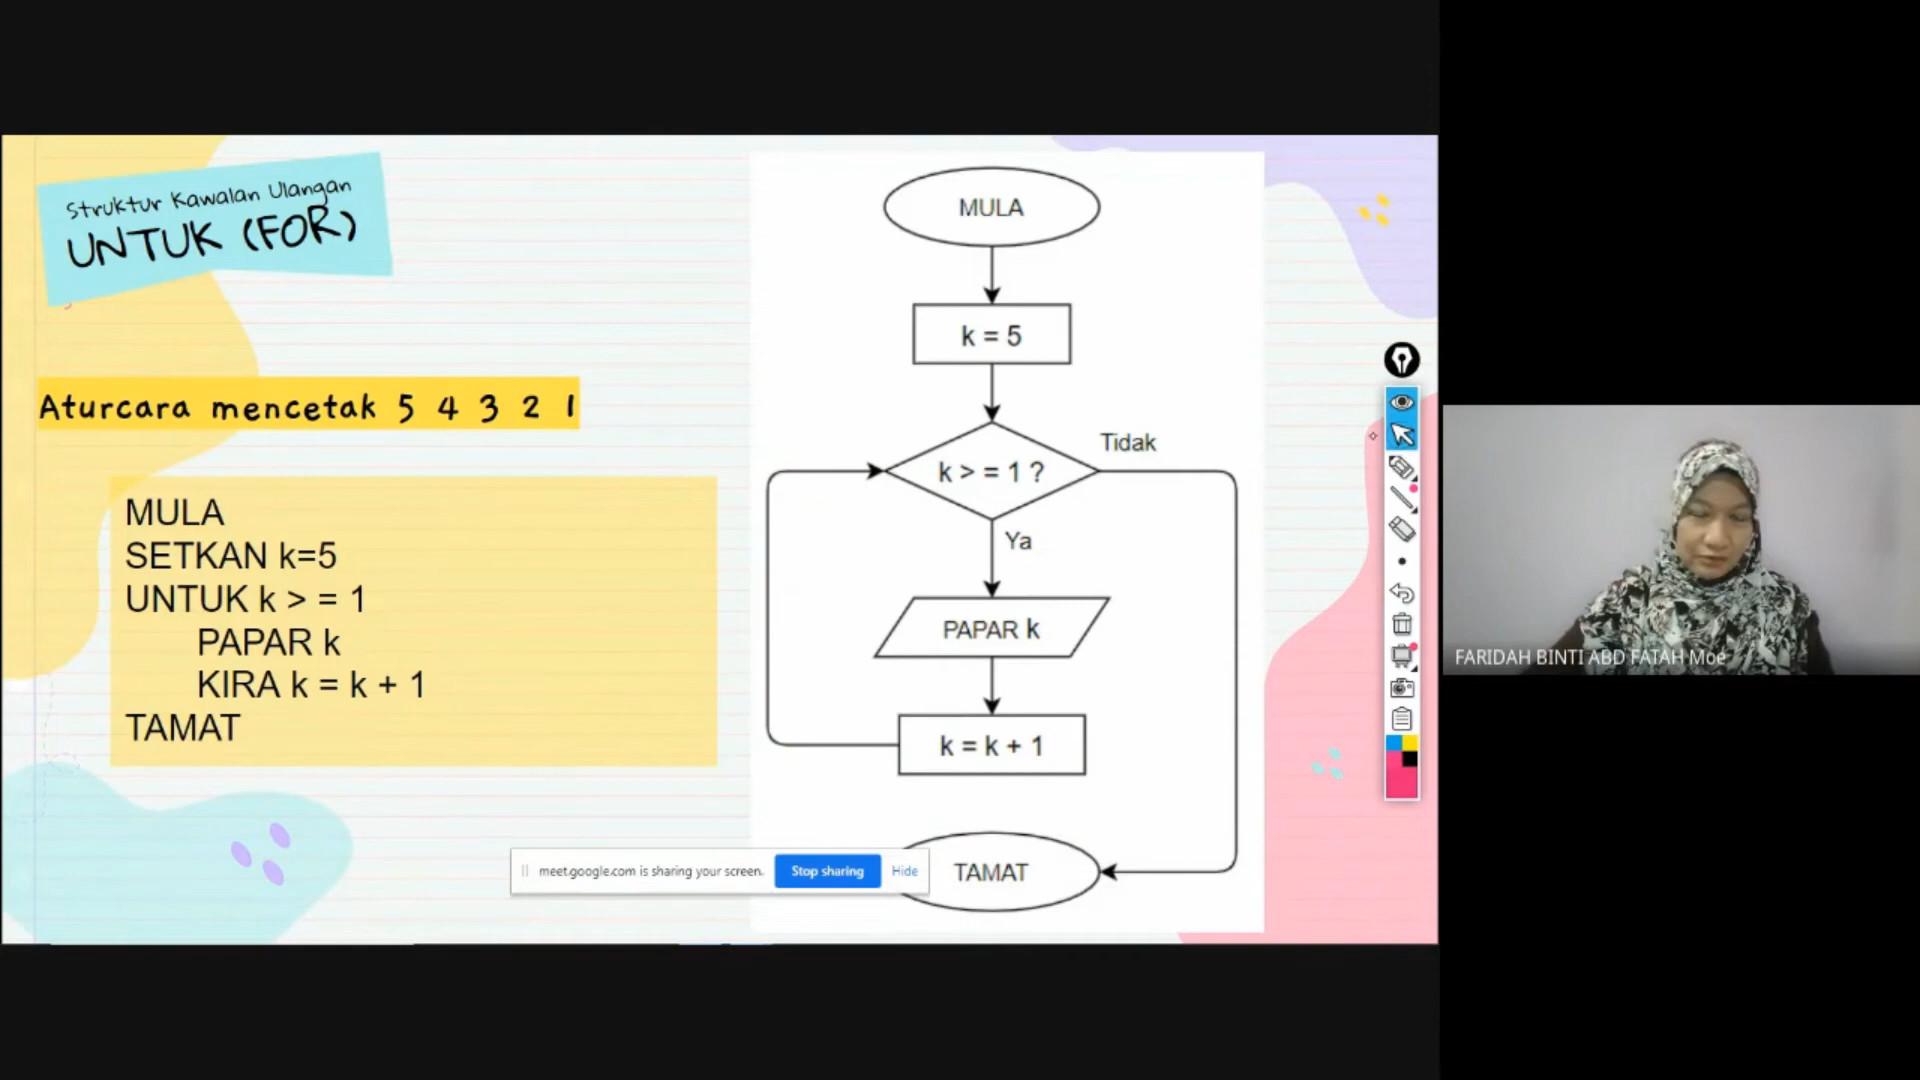 Struktur Kawalan Ulangan
UNTUK (FOR)
Aturcara mencetak 5 4 3 2 1
MULA
SETKAN k=5
UNTUK k > = 1
PAPAR k
KIRA k = k + 1
TAMAT
MULA
k = 5
k > = 1 ?
Tidak
Ya
PAPAR k
k = k + 1
TAMAT
meet.google.com is sharing your screen.
Stop sharing
Hide
FARIDAH BINTI ABD FATAH Moe